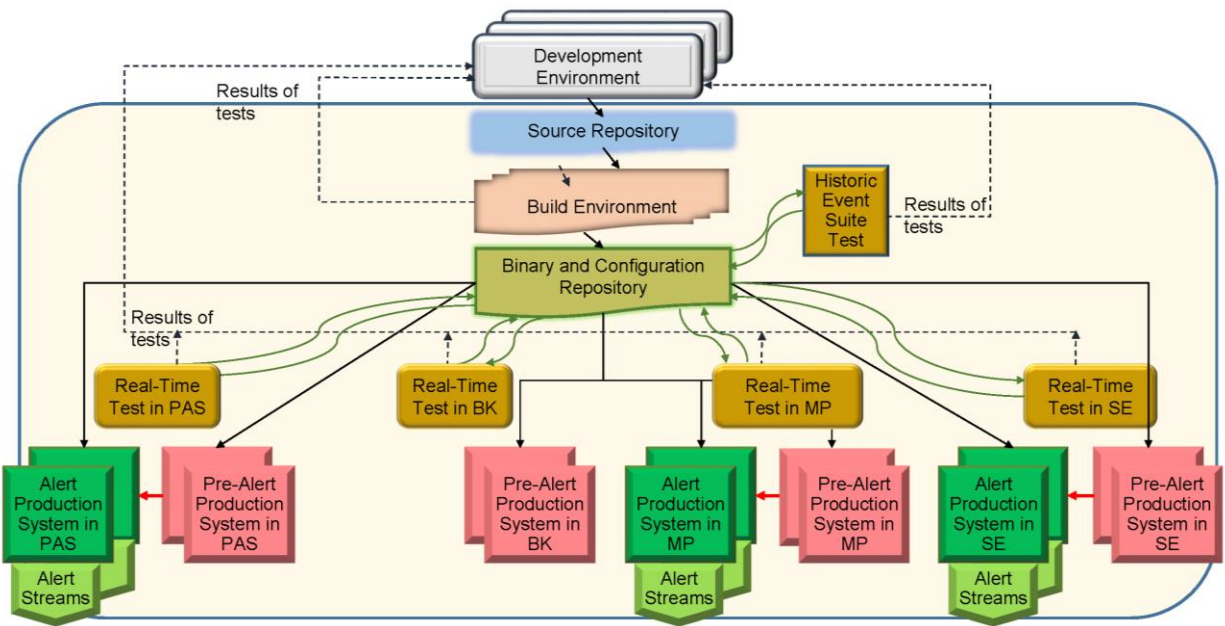 Development
Environment
Results of
tests
Source Repository
Historic
Event
Suite
Test
Results of
tests
Build Environment
Binary and Configuration
Repository
Results of
tests
Real-Time
Test in PAS
Real-Time
Test in BK
Real-Time
Test in MP
Real-Time
Test in SE
Alert
Production
System in
PAS
Pre-Alert
Production
System in
PAS
Pre-Alert
Production
System in
BK
Alert
Production
System in
MP
Pre-Alert
Production
System in
MP
Alert
Production
System in
SE
Pre-Alert
Production
System in
SE
Alert
Streams
Alert
Streams
Alert
Streams